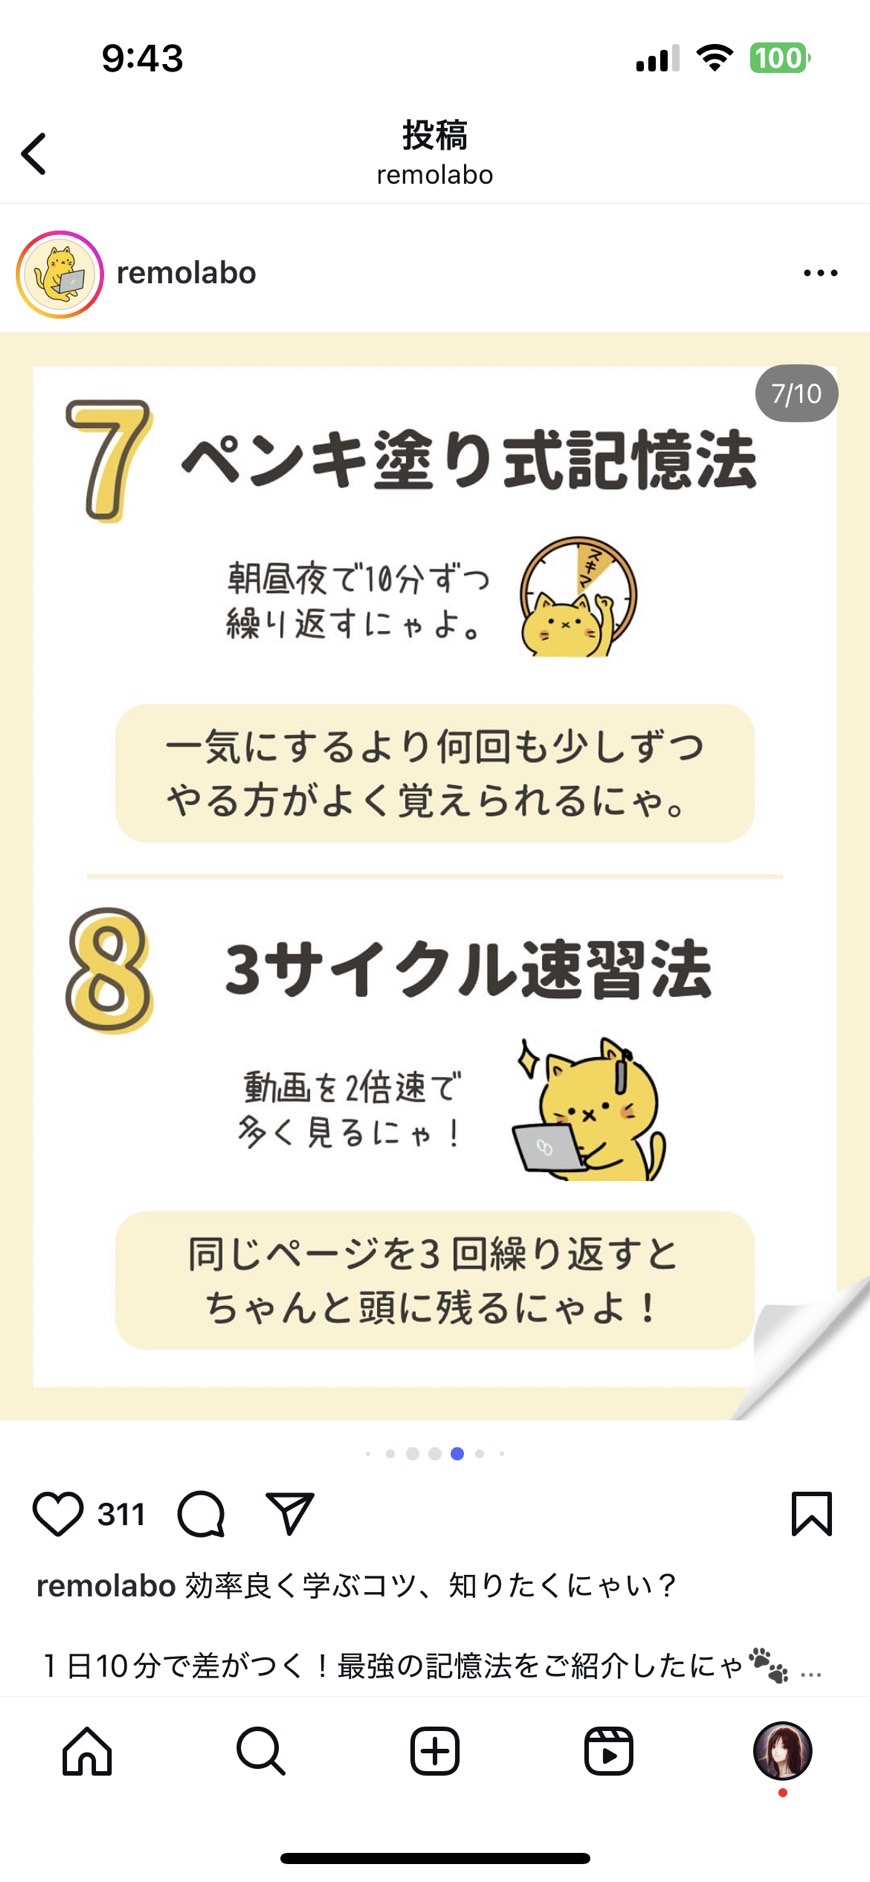 9:43
100
投稿
remolabo
remolabo
7/10
7 ペンキ塗り式記憶法
朝昼夜で10分ずつ
繰り返すにゃよ。
スキマ
一気にするより何回も少しずつ
やる方がよく覚えられるにゃ。
8 3サイクル速習法
動画を2倍速で
多く見るにゃ！
同じページを3回繰り返すと
ちゃんと頭に残るにゃよ！
311
remolabo 効率良く学ぶコツ、知りたくにゃい？
1日10分で差がつく！最強の記憶法をご紹介したにゃ🐾 ...